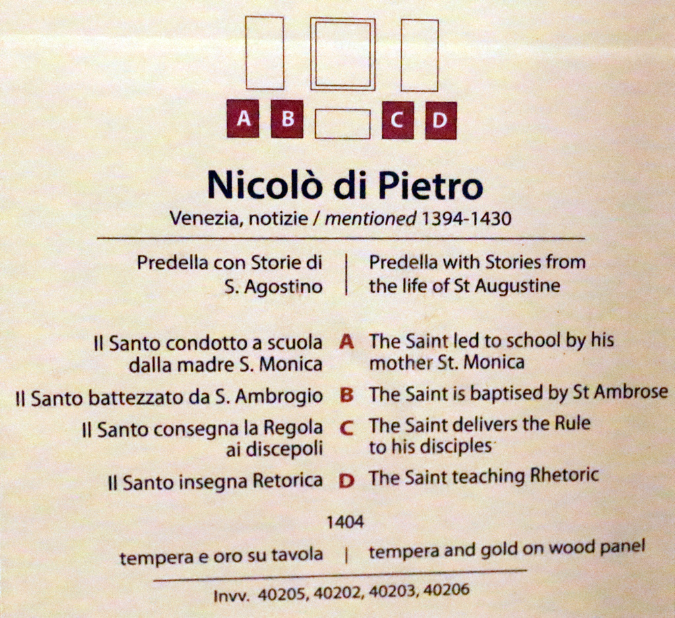 A B C D
Nicolò di Pietro
Venezia, notizie / mentioned 1394-1430
Predella con Storie di | Predella with Stories from
S. Agostino | the life of St Augustine
Il Santo condotto a scuola A The Saint led to school by his
dalla madre S. Monica mother St. Monica
Il Santo battezzato da S. Ambrogio B The Saint is baptised by St Ambrose
Il Santo consegna la Regola C The Saint delivers the Rule
ai discepoli to his disciples
Il Santo insegna Retorica D The Saint teaching Rhetoric
1404
tempera e oro su tavola | tempera and gold on wood panel
Invv. 40205, 40202, 40203, 40206